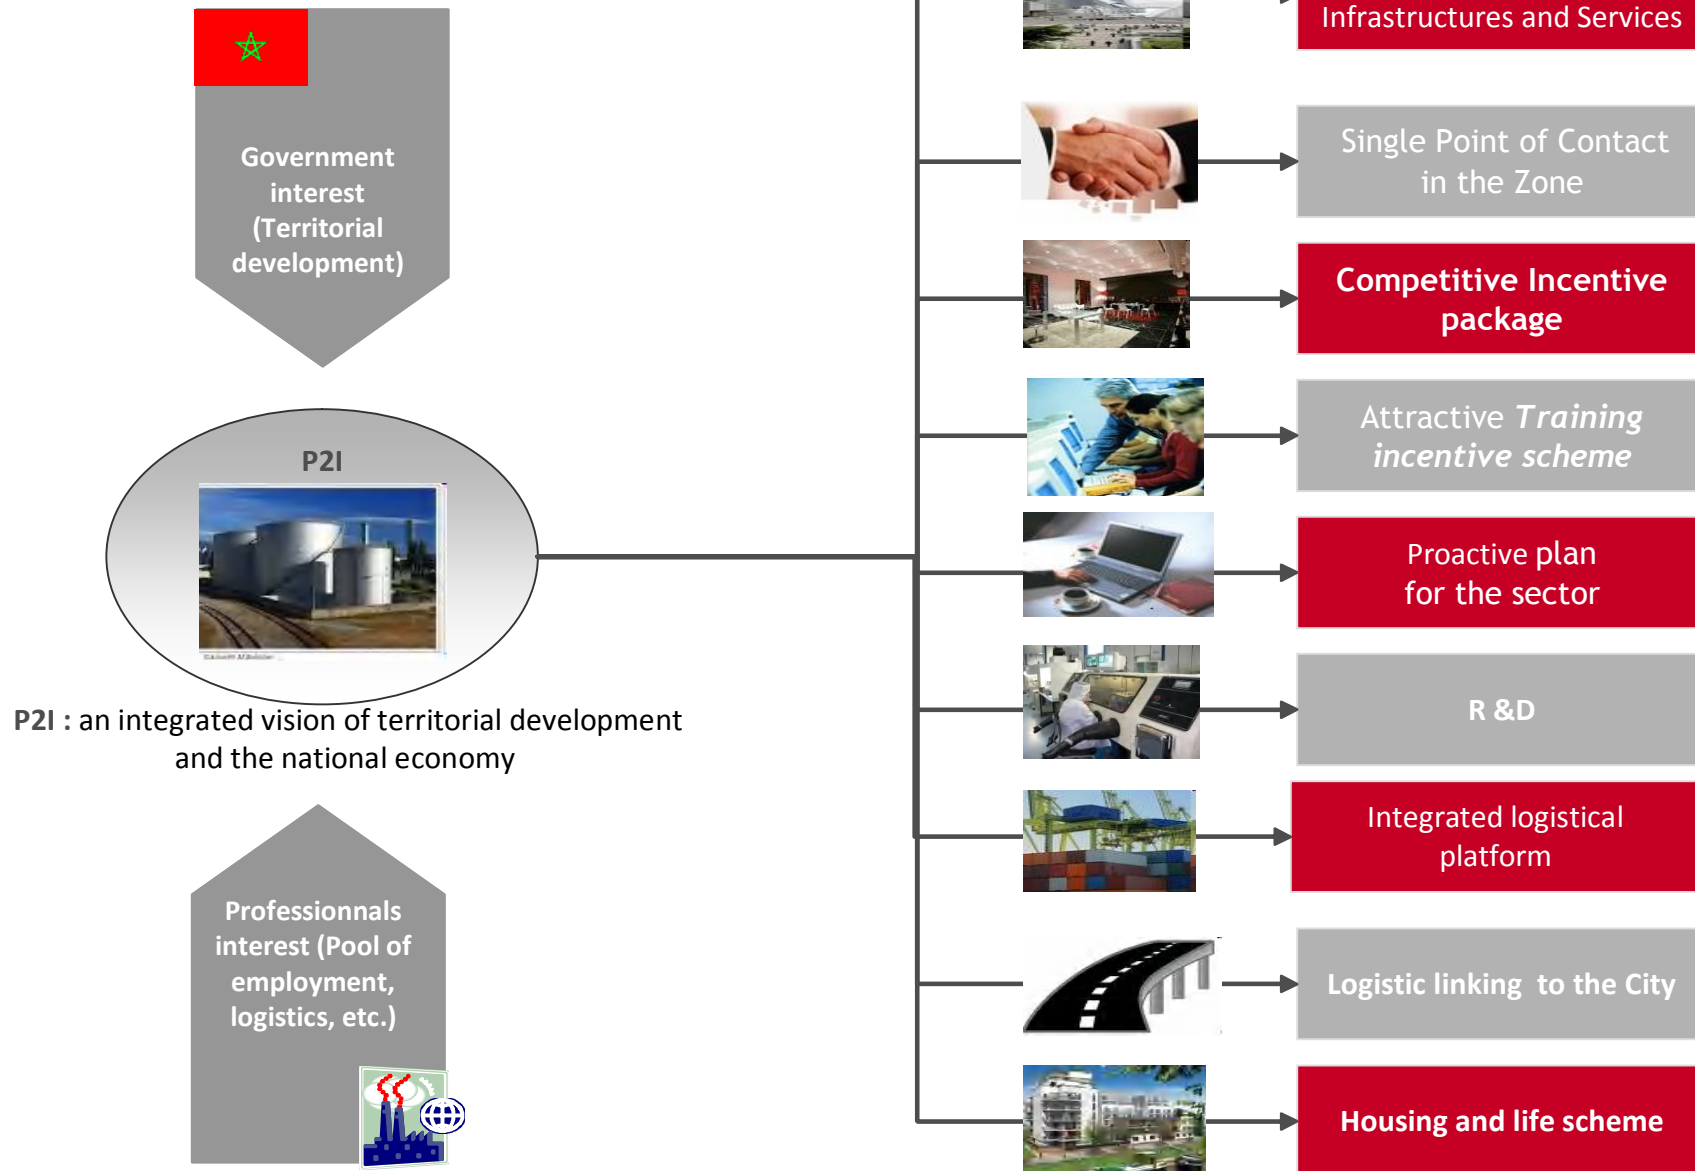 Government
interest
(Territorial
development)
P2I
P2I : an integrated vision of territorial development
and the national economy
Professionnals
interest (Pool of
employment,
logistics, etc.)
Infrastructures and Services
Single Point of Contact
in the Zone
Competitive Incentive
package
Attractive Training
incentive scheme
Proactive plan
for the sector
R &D
Integrated logistical
platform
Logistic linking to the City
Housing and life scheme